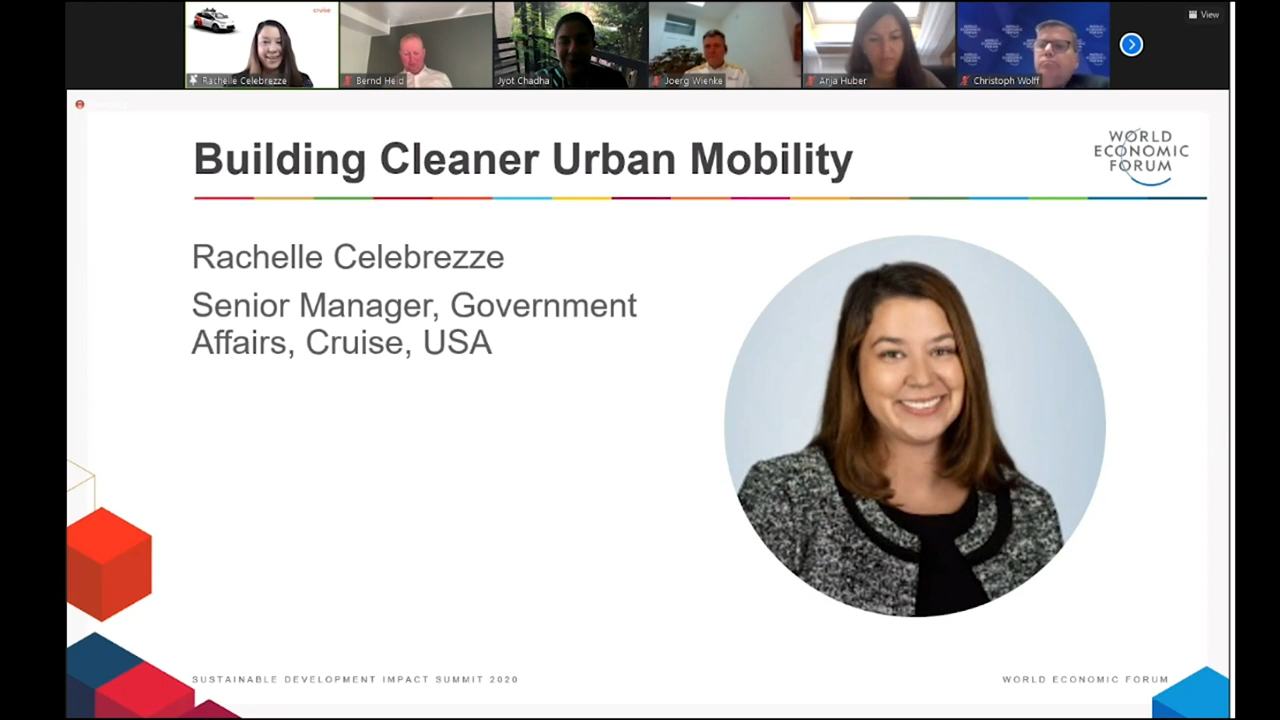 cruise
View
Rachelle Celebrezze
Bernd Heid
Jyot Chadha
Joerg Wienke
Anja Huber
Christoph Wolff
Building Cleaner Urban Mobility
WORLD
ECONOMIC
FORUM
Rachelle Celebrezze
Senior Manager, Government
Affairs, Cruise, USA
SUSTAINABLE DEVELOPMENT IMPACT SUMMIT 2020
WORLD ECONOMIC FORUM